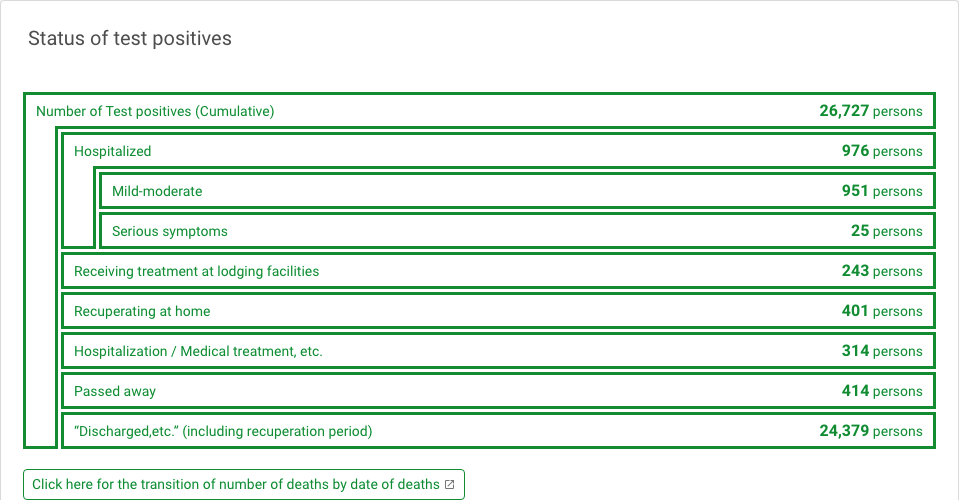 Status of test positives
Number of Test positives (Cumulative) 26,727 persons
Hospitalized 976 persons
Mild-moderate 951 persons
Serious symptoms 25 persons
Receiving treatment at lodging facilities 243 persons
Recuperating at home 401 persons
Hospitalization / Medical treatment, etc. 314 persons
Passed away 414 persons
“Discharged,etc.” (including recuperation period) 24,379 persons
Click here for the transition of number of deaths by date of deaths